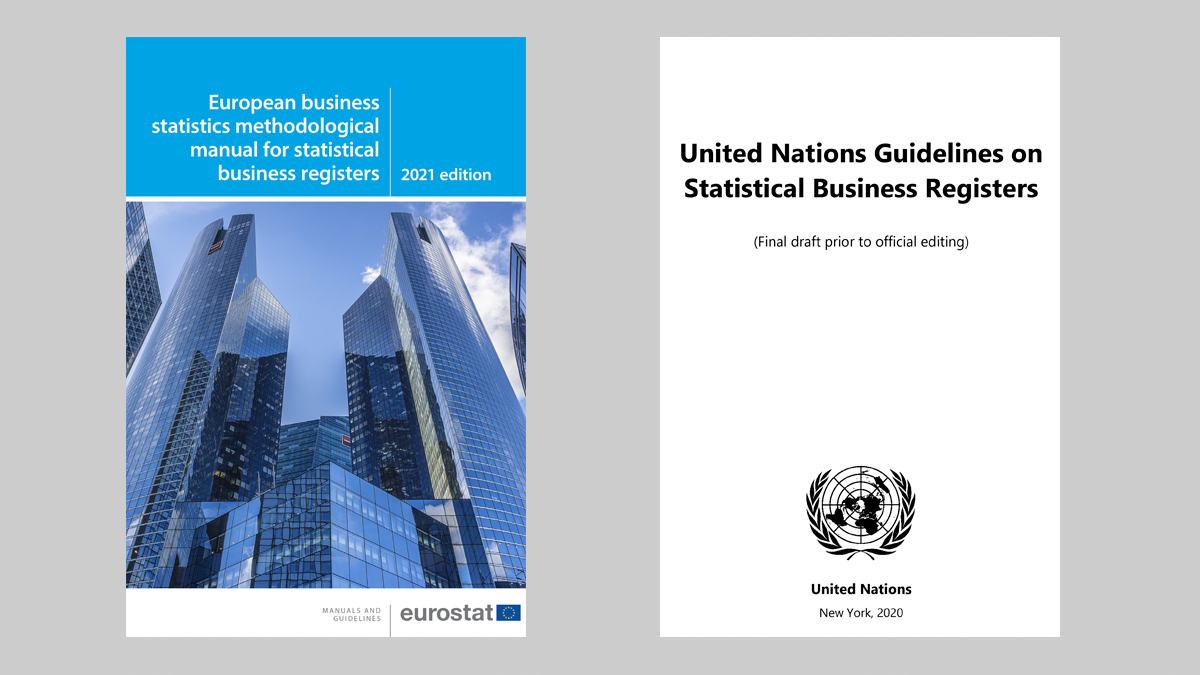 European business
statistics methodological
manual for statistical
business registers
2021 edition
MANUALS AND
GUIDELINES
eurostat
United Nations Guidelines on
Statistical Business Registers
(Final draft prior to official editing)
United Nations
New York, 2020